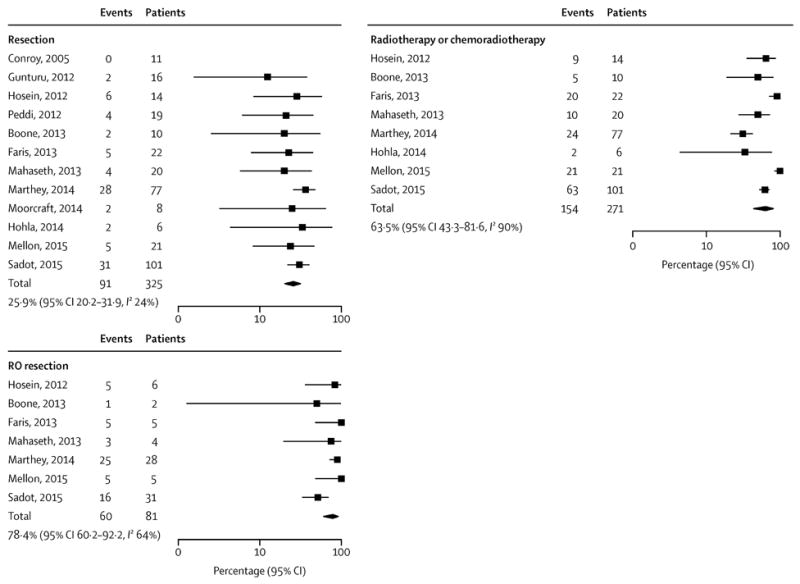 Events Patients
Resection
Conroy, 2005 0 11
Gunturu, 2012 2 16
Hosein, 2012 6 14
Peddi, 2012 4 19
Boone, 2013 2 10
Faris, 2013 5 22
Mahaseth, 2013 4 20
Marthey, 2014 28 77
Moorcraft, 2014 2 8
Hohla, 2014 2 6
Mellon, 2015 5 21
Sadot, 2015 31 101
Total 91 325
25·9% (95% CI 20·2–31·9, I² 24%)
0 10 100
Events Patients
Radiotherapy or chemoradiotherapy
Hosein, 2012 9 14
Boone, 2013 5 10
Faris, 2013 20 22
Mahaseth, 2013 10 20
Marthey, 2014 24 77
Hohla, 2014 2 6
Mellon, 2015 21 21
Sadot, 2015 63 101
Total 154 271
63·5% (95% CI 43·3–81·6, I² 90%)
0 10 100
Percentage (95% CI)
Events Patients
R0 resection
Hosein, 2012 5 6
Boone, 2013 1 2
Faris, 2013 5 5
Mahaseth, 2013 3 4
Marthey, 2014 25 28
Mellon, 2015 5 5
Sadot, 2015 16 31
Total 60 81
78·4% (95% CI 60·2–92·2, I² 64%)
0 10 100
Percentage (95% CI)